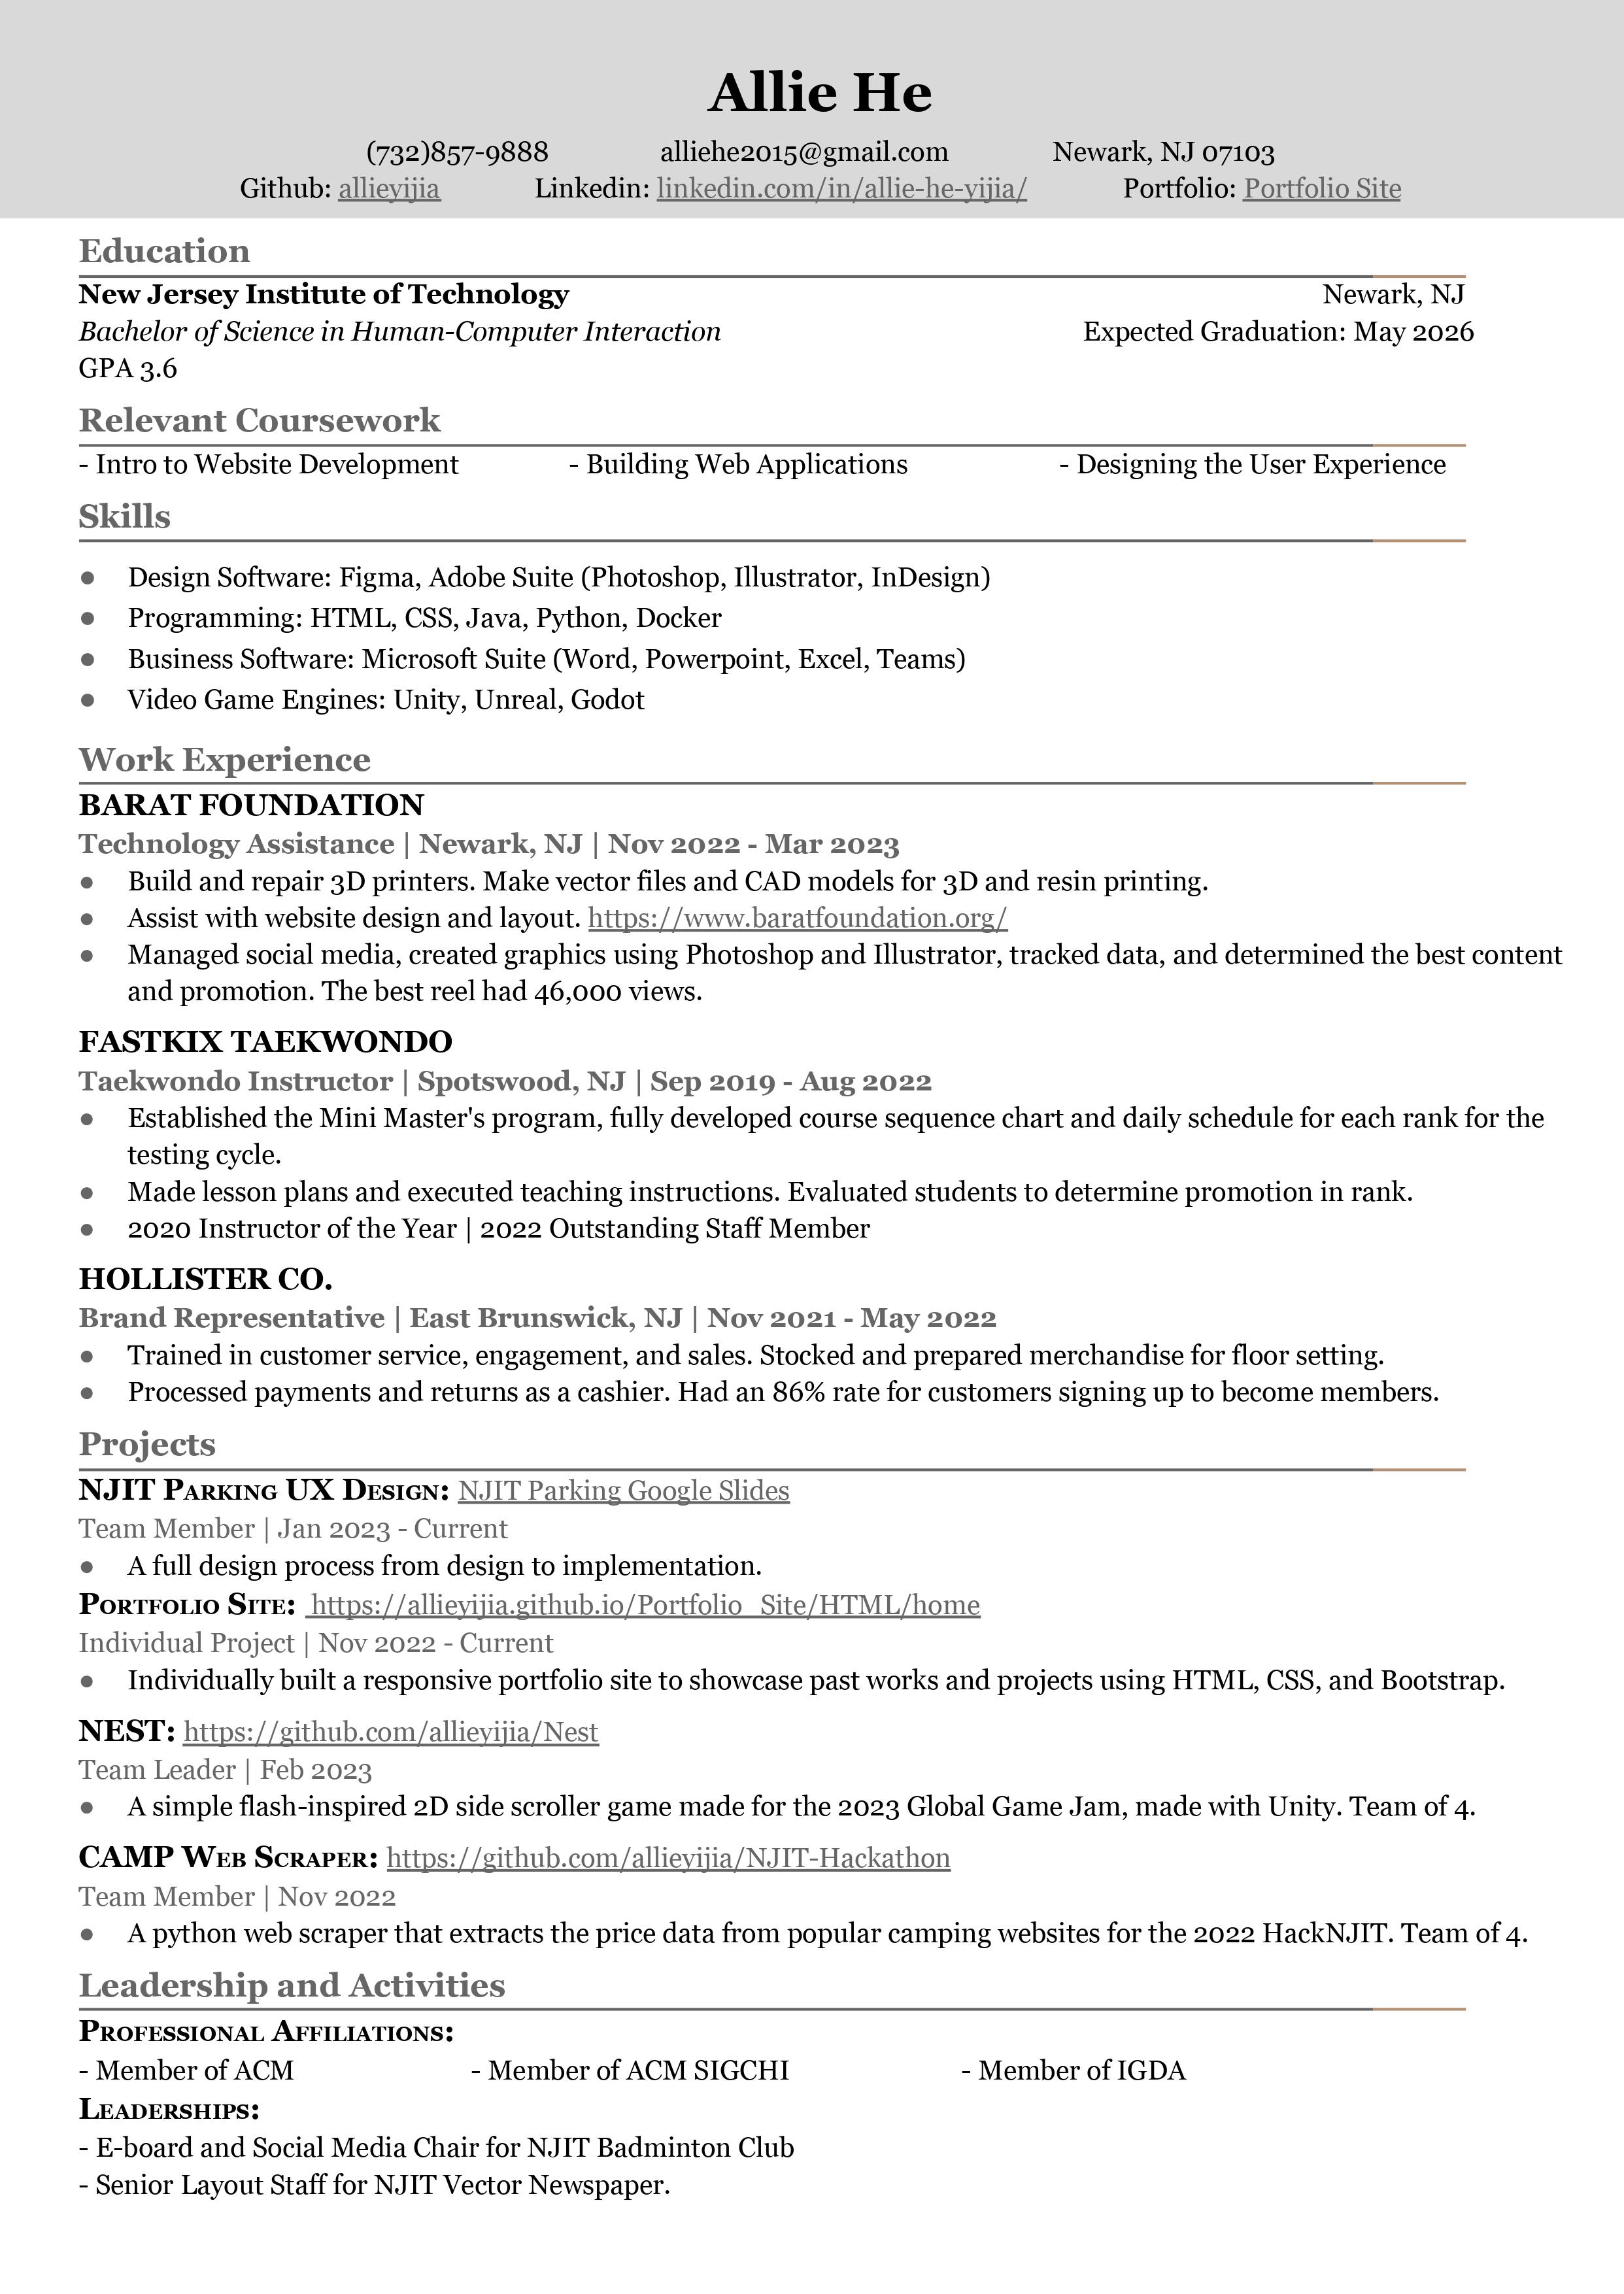 Allie He
(732)857-9888 alliehe2015@gmail.com Newark, NJ 07103
Github: allieyijia Linkedin: linkedin.com/in/allie-he-yijia/ Portfolio: Portfolio Site
Education
New Jersey Institute of Technology Newark, NJ
Bachelor of Science in Human-Computer Interaction Expected Graduation: May 2026
GPA 3.6
Relevant Coursework
- Intro to Website Development - Building Web Applications - Designing the User Experience
Skills
● Design Software: Figma, Adobe Suite (Photoshop, Illustrator, InDesign)
● Programming: HTML, CSS, Java, Python, Docker
● Business Software: Microsoft Suite (Word, Powerpoint, Excel, Teams)
● Video Game Engines: Unity, Unreal, Godot
Work Experience
BARAT FOUNDATION
Technology Assistance | Newark, NJ | Nov 2022 - Mar 2023
● Build and repair 3D printers. Make vector files and CAD models for 3D and resin printing.
● Assist with website design and layout. https://www.baratfoundation.org/
● Managed social media, created graphics using Photoshop and Illustrator, tracked data, and determined the best content
and promotion. The best reel had 46,000 views.
FASTKIX TAEKWONDO
Taekwondo Instructor | Spotswood, NJ | Sep 2019 - Aug 2022
● Established the Mini Master's program, fully developed course sequence chart and daily schedule for each rank for the
testing cycle.
● Made lesson plans and executed teaching instructions. Evaluated students to determine promotion in rank.
● 2020 Instructor of the Year | 2022 Outstanding Staff Member
HOLLISTER CO.
Brand Representative | East Brunswick, NJ | Nov 2021 - May 2022
● Trained in customer service, engagement, and sales. Stocked and prepared merchandise for floor setting.
● Processed payments and returns as a cashier. Had an 86% rate for customers signing up to become members.
Projects
NJIT Parking UX Design: NJIT Parking Google Slides
Team Member | Jan 2023 - Current
● A full design process from design to implementation.
Portfolio Site: https://allieyijia.github.io/Portfolio_Site/HTML/home
Individual Project | Nov 2022 - Current
● Individually built a responsive portfolio site to showcase past works and projects using HTML, CSS, and Bootstrap.
NEST: https://github.com/allieyijia/Nest
Team Leader | Feb 2023
● A simple flash-inspired 2D side scroller game made for the 2023 Global Game Jam, made with Unity. Team of 4.
CAMP Web Scraper: https://github.com/allieyijia/NJIT-Hackathon
Team Member | Nov 2022
● A python web scraper that extracts the price data from popular camping websites for the 2022 HackNJIT. Team of 4.
Leadership and Activities
Professional Affiliations:
- Member of ACM - Member of ACM SIGCHI - Member of IGDA
Leaderships:
- E-board and Social Media Chair for NJIT Badminton Club
- Senior Layout Staff for NJIT Vector Newspaper.